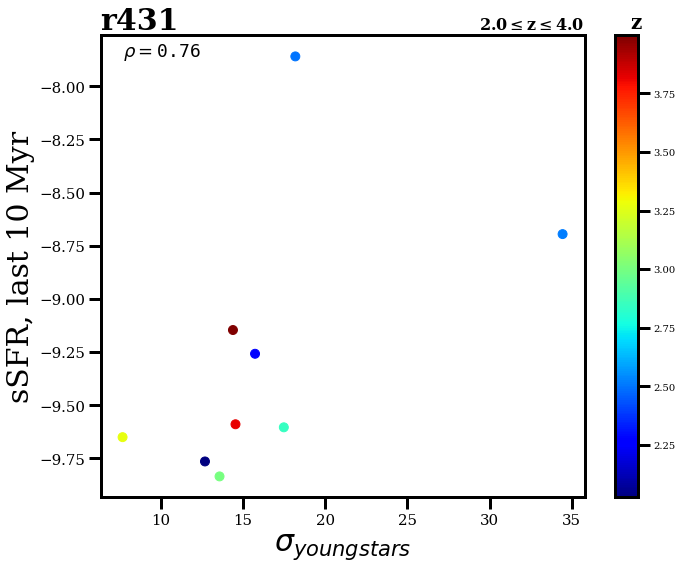 r431
2.0 ≤ z ≤ 4.0
z
ρ = 0.76
−8.00
−8.25
−8.50
−8.75
−9.00
−9.25
−9.50
−9.75
sSFR, last 10 Myr
10 15 20 25 30 35
σyoungstars
3.75
3.50
3.25
3.00
2.75
2.50
2.25